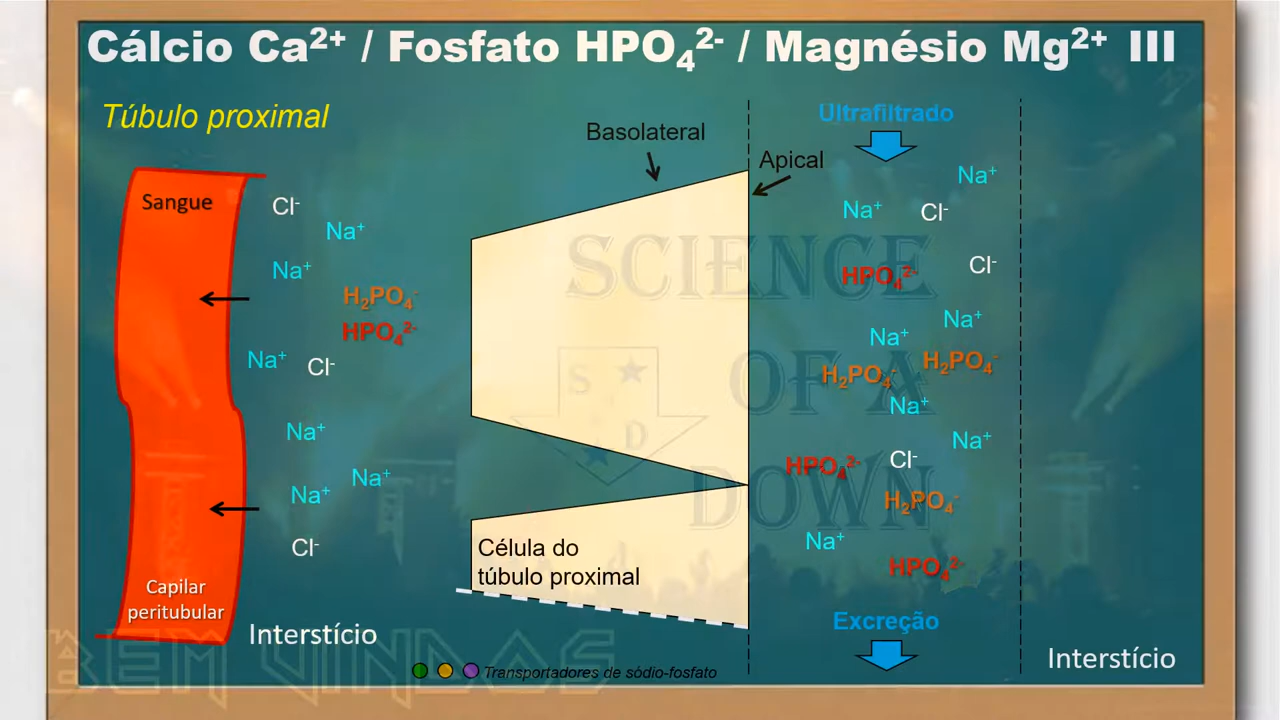 Cálcio Ca²⁺ / Fosfato HPO₄²⁻ / Magnésio Mg²⁺ III
Túbulo proximal
Ultrafiltrado
Basolateral
Apical
Sangue
Cl⁻
Na⁺
Na⁺
H₂PO₄⁻
HPO₄²⁻
Na⁺
Cl⁻
Na⁺
Na⁺
Na⁺
Cl⁻
Capilar
peritubular
Interstício
Célula do
túbulo proximal
Na⁺
Na⁺
Cl⁻
Cl⁻
HPO₄²⁻
Na⁺
Na⁺
H₂PO₄⁻
H₂PO₄⁻
Na⁺
Na⁺
Cl⁻
HPO₄²⁻
H₂PO₄⁻
Na⁺
HPO₄²⁻
Excreção
Interstício
Transportadores de sódio-fosfato
SCIENCE
OF A
DOWN
S
D
BEM VINDOS